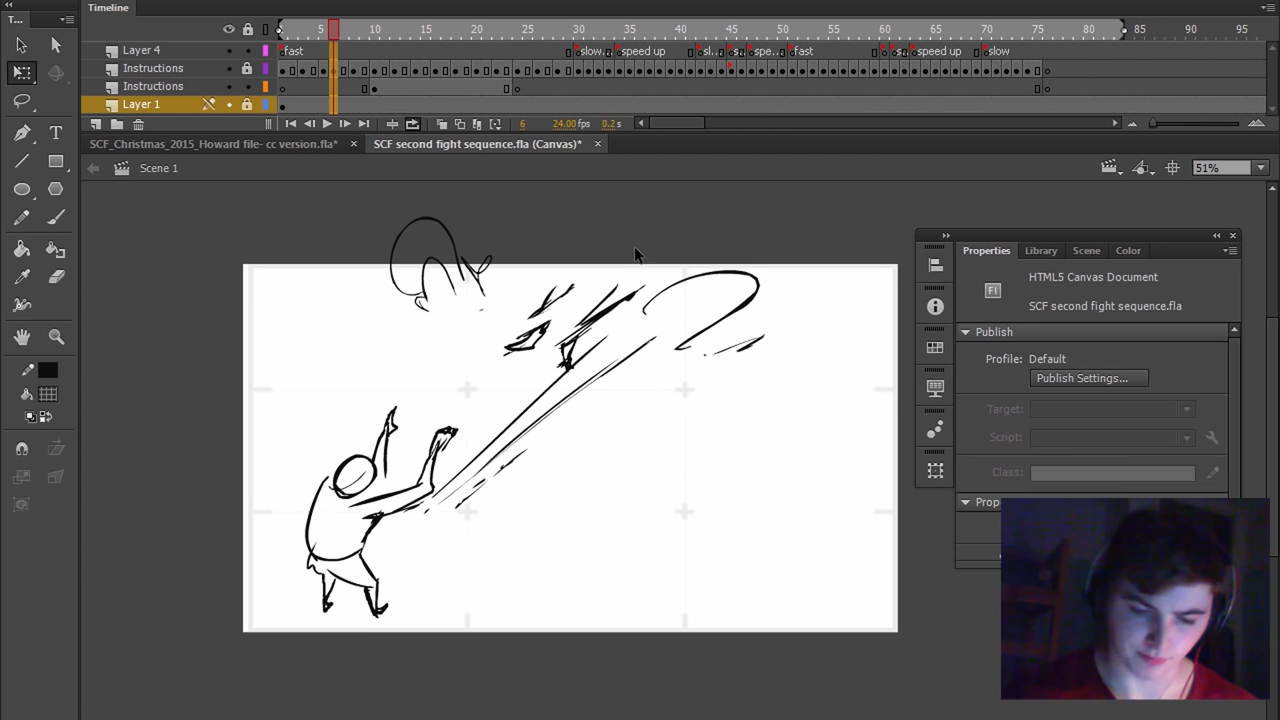 Timeline
T...
5 10 15 20 25 30 35 40 45 50 55 60 65 70 75 80 85 90 95
Layer 4 fast slow... speed up sl... spe... fast speed up slow
Instructions
Instructions
Layer 1
6 24.00 fps 0.2 s
SCF_Christmas_2015_Howard file- cc version.fla* × SCF second fight sequence.fla (Canvas)* ×
Scene 1 51%
Properties Library Scene Color
Fl HTML5 Canvas Document
SCF second fight sequence.fla
Publish
Profile: Default
Publish Settings...
Target:
Script:
Class:
Prop